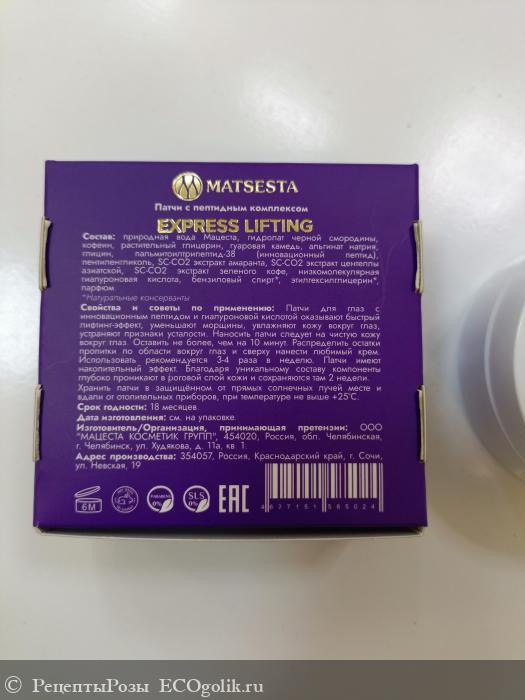 MATSESTA
Патчи с пептидным комплексом
EXPRESS LIFTING
Состав: природная вода Мацеста, гидролат черной смородины,
кофеин, растительный глицерин, гуаровая камедь, альгинат натрия,
глицин, пальмитоилтрипептид-38 (инновационный пептид),
пентиленгликоль, SC-CO2 экстракт амаранта, SC-CO2 экстракт центеллы
азиатской, SC-CO2 экстракт зеленого кофе, низкомолекулярная
гиалуроновая кислота, бензиловый спирт*, этилгексилглицерин*,
парфюм
*Натуральные консерванты
Свойства и советы по применению: Патчи для глаз с
инновационным пептидом и гиалуроновой кислотой оказывают быстрый
лифтинг-эффект, уменьшают морщины, увлажняют кожу вокруг глаз,
устраняют признаки усталости. Наносить патчи следует на чистую кожу
вокруг глаз. Оставить не более, чем на 10 минут. Распределить остатки
пропитки по области вокруг глаз и сверху нанести любимый крем.
Использовать рекомендуется 3-4 раза в неделю. Патчи имеют
накопительный эффект. Благодаря уникальному составу компоненты
глубоко проникают в роговой слой кожи и сохраняются там 2 недели.
Хранить патчи в защищённом от прямых солнечных лучей месте и
вдали от отопительных приборов, при температуре не выше +25°С.
Срок годности: 18 месяцев.
Дата изготовления: см. на упаковке.
Изготовитель/Организация, принимающая претензии: ООО
"МАЦЕСТА КОСМЕТИК ГРУПП", 454020, Россия, обл. Челябинская,
г. Челябинск, ул. Худякова, д. 11а, кв. 1.
Адрес производства: 354057, Россия, Краснодарский край, г. Сочи,
ул. Невская, 19
6M
PARABENS 0%
SLS 0%
EAC
4 627151 565024
© РецептыРозы ECOgolik.ru